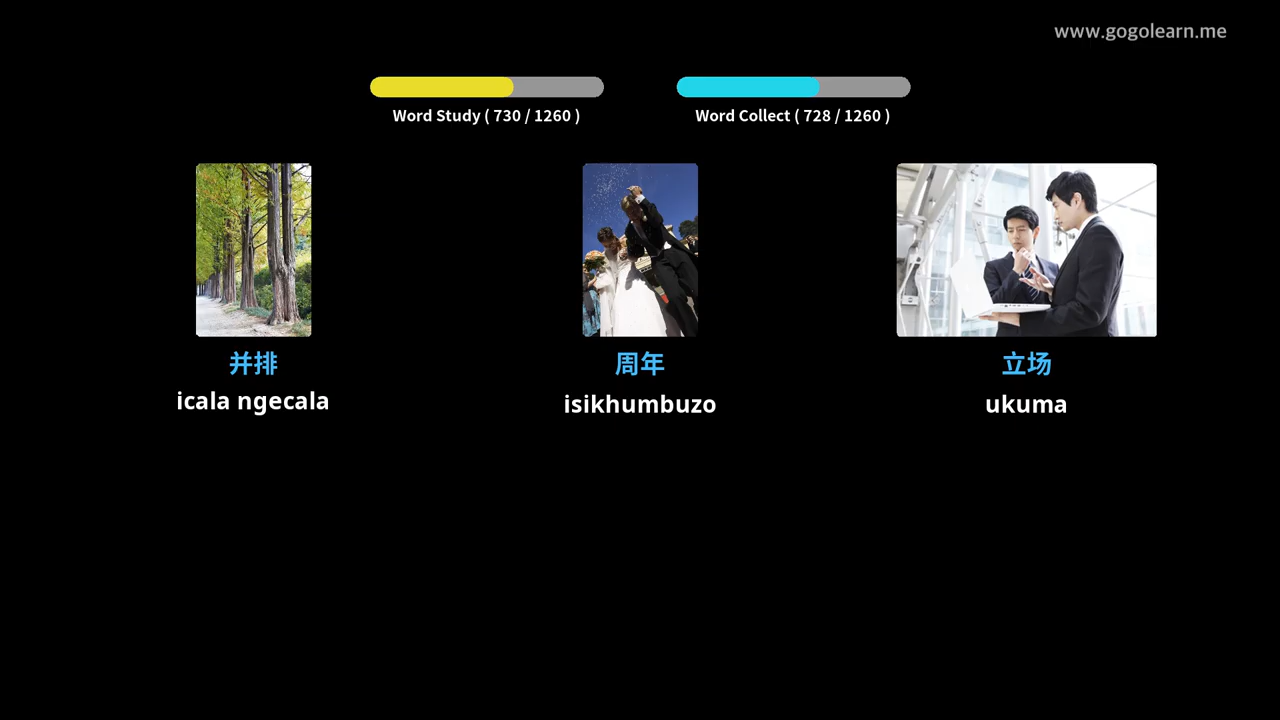 www.gogolearn.me
Word Study ( 730 / 1260 )
Word Collect ( 728 / 1260 )
并排
icala ngecala
周年
isikhumbuzo
立场
ukuma